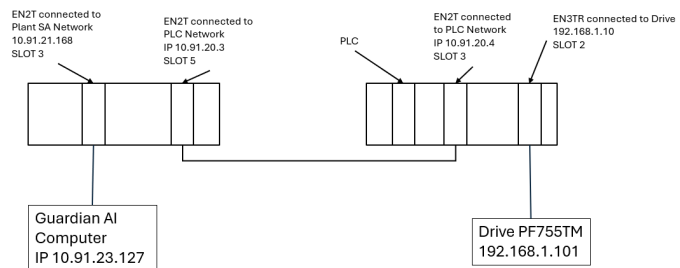 EN2T connected to
Plant SA Network
10.91.21.168
SLOT 3
EN2T connected to
PLC Network
IP 10.91.20.3
SLOT 5
PLC
EN2T connected
to PLC Network
IP 10.91.20.4
SLOT 3
EN3TR connected to Drive
192.168.1.10
SLOT 2
Guardian AI
Computer
IP 10.91.23.127
Drive PF755TM
192.168.1.101